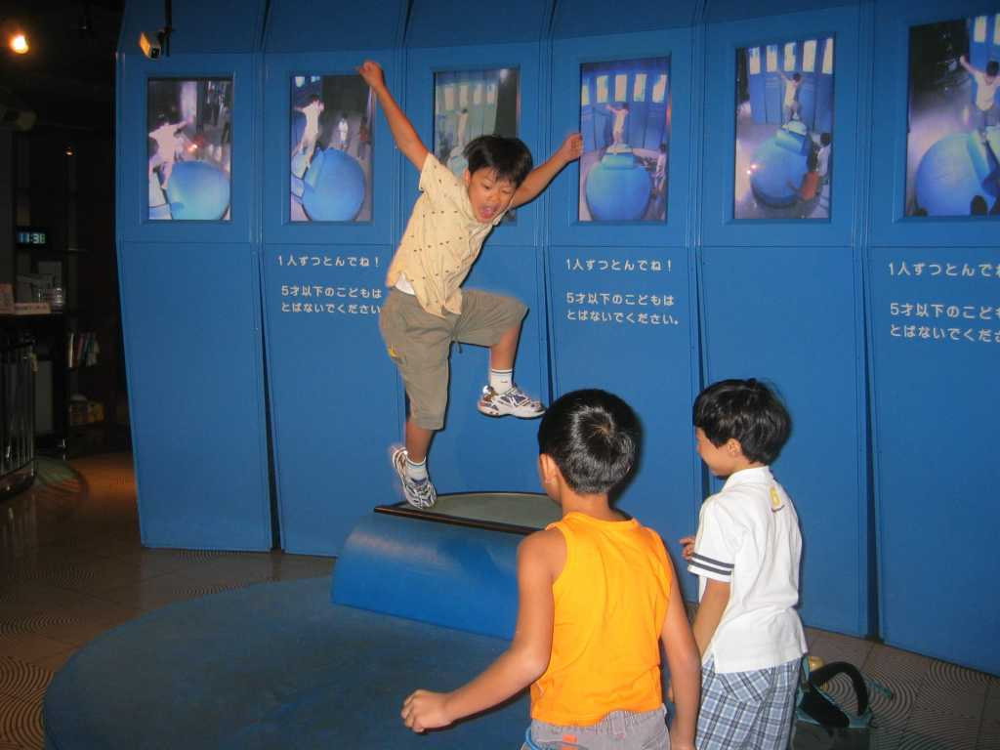 11:36
1人ずつとんでね！
5才以下のこどもは
とばないでください。
1人ずつとんでね！
5才以下のこどもは
とばないでください。
1人ずつとんで
5才以下のこども
とばないでくだ